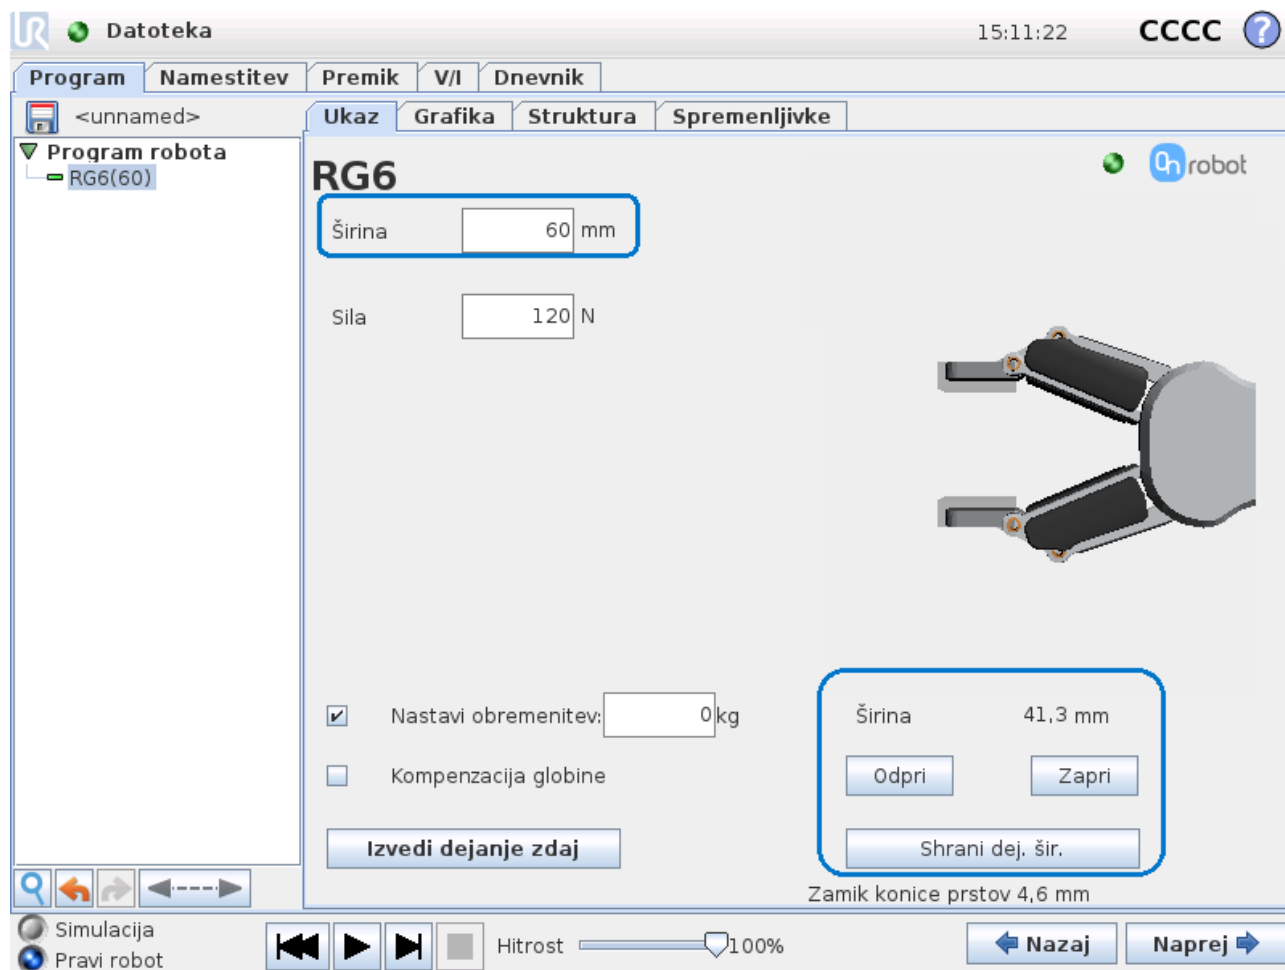 Datoteka 15:11:22 CCCC ?
Program Namestitev Premik V/I Dnevnik
<unnamed> Ukaz Grafika Struktura Spremenljivke
Program robota
RG6(60)
RG6
On robot
Širina 60 mm
Sila 120 N
Nastavi obremenitev: 0 kg
Širina 41,3 mm
Kompenzacija globine
Odpri Zapri
Izvedi dejanje zdaj
Shrani dej. šir.
Zamik konice prstov 4,6 mm
Simulacija
Pravi robot
Hitrost 100%
Nazaj Naprej